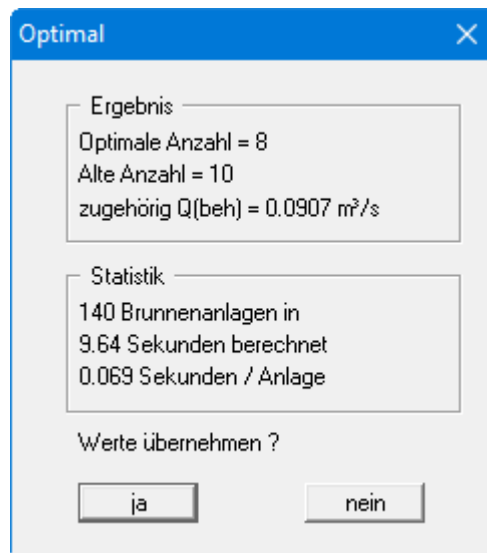 Optimal
Ergebnis
Optimale Anzahl = 8
Alte Anzahl = 10
zugehörig Q(beh) = 0.0907 m³/s
Statistik
140 Brunnenanlagen in
9.64 Sekunden berechnet
0.069 Sekunden / Anlage
Werte übernehmen ?
ja
nein